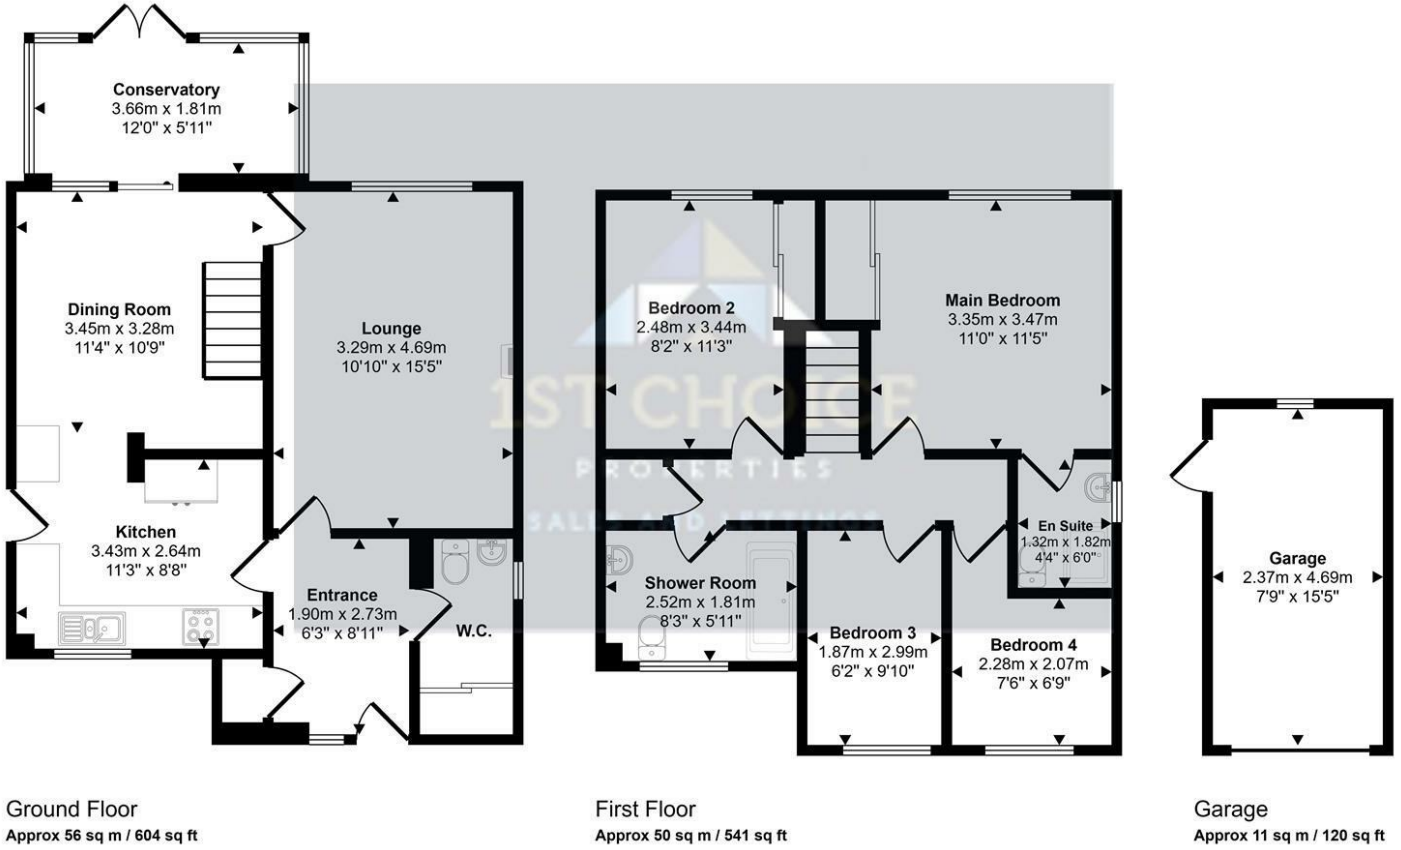 Conservatory
3.66m x 1.81m
12'0" x 5'11"
Dining Room
3.45m x 3.28m
11'4" x 10'9"
Lounge
3.29m x 4.69m
10'10" x 15'5"
Kitchen
3.43m x 2.64m
11'3" x 8'8"
Entrance
1.90m x 2.73m
6'3" x 8'11"
W.C.
Bedroom 2
2.48m x 3.44m
8'2" x 11'3"
Main Bedroom
3.35m x 3.47m
11'0" x 11'5"
1ST CHOICE
PROPERTIES
SALES AND LETTINGS
En Suite
1.32m x 1.82m
4'4" x 6'0"
Shower Room
2.52m x 1.81m
8'3" x 5'11"
Bedroom 3
1.87m x 2.99m
6'2" x 9'10"
Bedroom 4
2.28m x 2.07m
7'6" x 6'9"
Garage
2.37m x 4.69m
7'9" x 15'5"
Ground Floor
Approx 56 sq m / 604 sq ft
First Floor
Approx 50 sq m / 541 sq ft
Garage
Approx 11 sq m / 120 sq ft